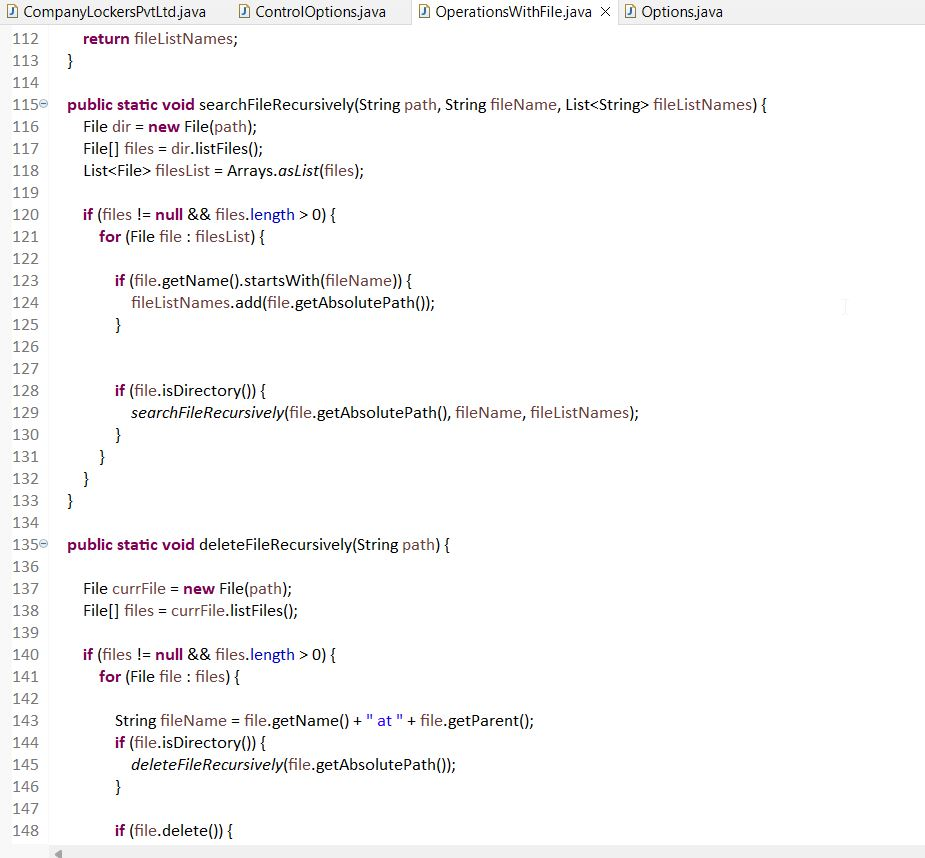 CompanyLockersPvtLtd.java ControlOptions.java OperationsWithFile.java Options.java
112 return fileListNames;
113 }
114
115 public static void searchFileRecursively(String path, String fileName, List<String> fileListNames) {
116 File dir = new File(path);
117 File[] files = dir.listFiles();
118 List<File> filesList = Arrays.asList(files);
119
120 if (files != null && files.length > 0) {
121 for (File file : filesList) {
122
123 if (file.getName().startsWith(fileName)) {
124 fileListNames.add(file.getAbsolutePath());
125 }
126
127
128 if (file.isDirectory()) {
129 searchFileRecursively(file.getAbsolutePath(), fileName, fileListNames);
130 }
131 }
132 }
133 }
134
135 public static void deleteFileRecursively(String path) {
136
137 File currFile = new File(path);
138 File[] files = currFile.listFiles();
139
140 if (files != null && files.length > 0) {
141 for (File file : files) {
142
143 String fileName = file.getName() + " at " + file.getParent();
144 if (file.isDirectory()) {
145 deleteFileRecursively(file.getAbsolutePath());
146 }
147
148 if (file.delete()) {